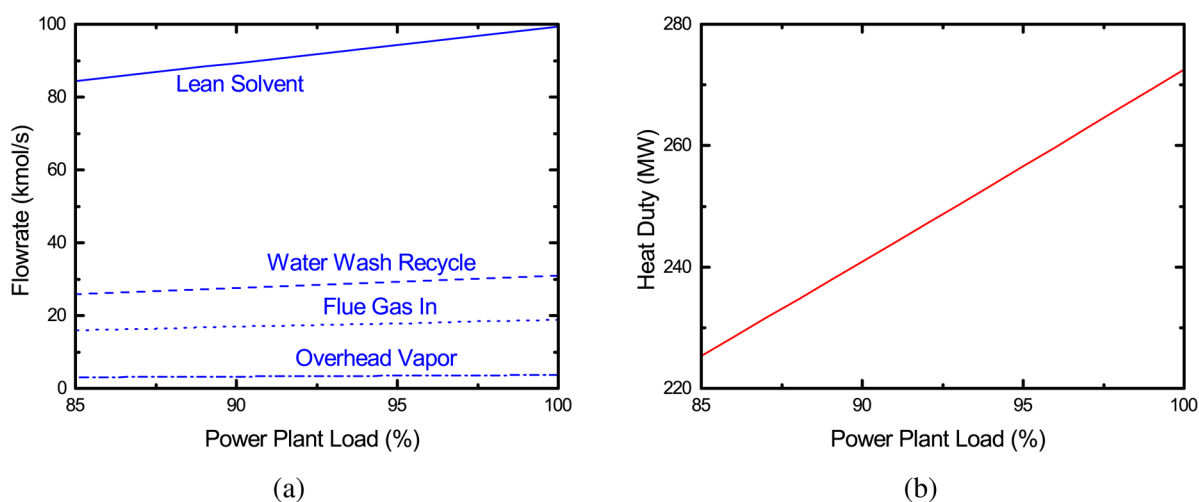 100
80
60
40
20
0
85
90
95
100
Flowrate (kmol/s)
Power Plant Load (%)
Lean Solvent
Water Wash Recycle
Flue Gas In
Overhead Vapor
(a)
280
260
240
220
85
90
95
100
Heat Duty (MW)
Power Plant Load (%)
(b)